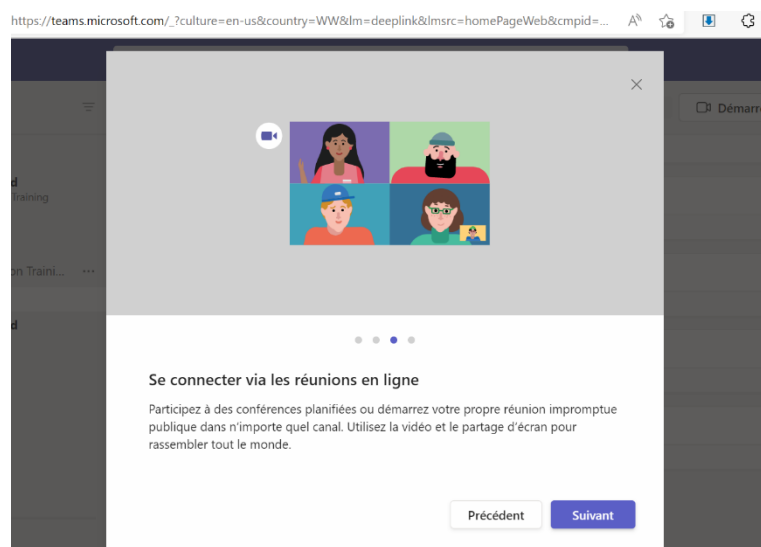 https://teams.microsoft.com/_?culture=en-us&country=WW&lm=deeplink&lmsrc=homePageWeb&cmpid=...
Démarre
d
Training
on Traini... ...
d
Se connecter via les réunions en ligne
Participez à des conférences planifiées ou démarrez votre propre réunion impromptue
publique dans n'importe quel canal. Utilisez la vidéo et le partage d'écran pour
rassembler tout le monde.
Précédent Suivant